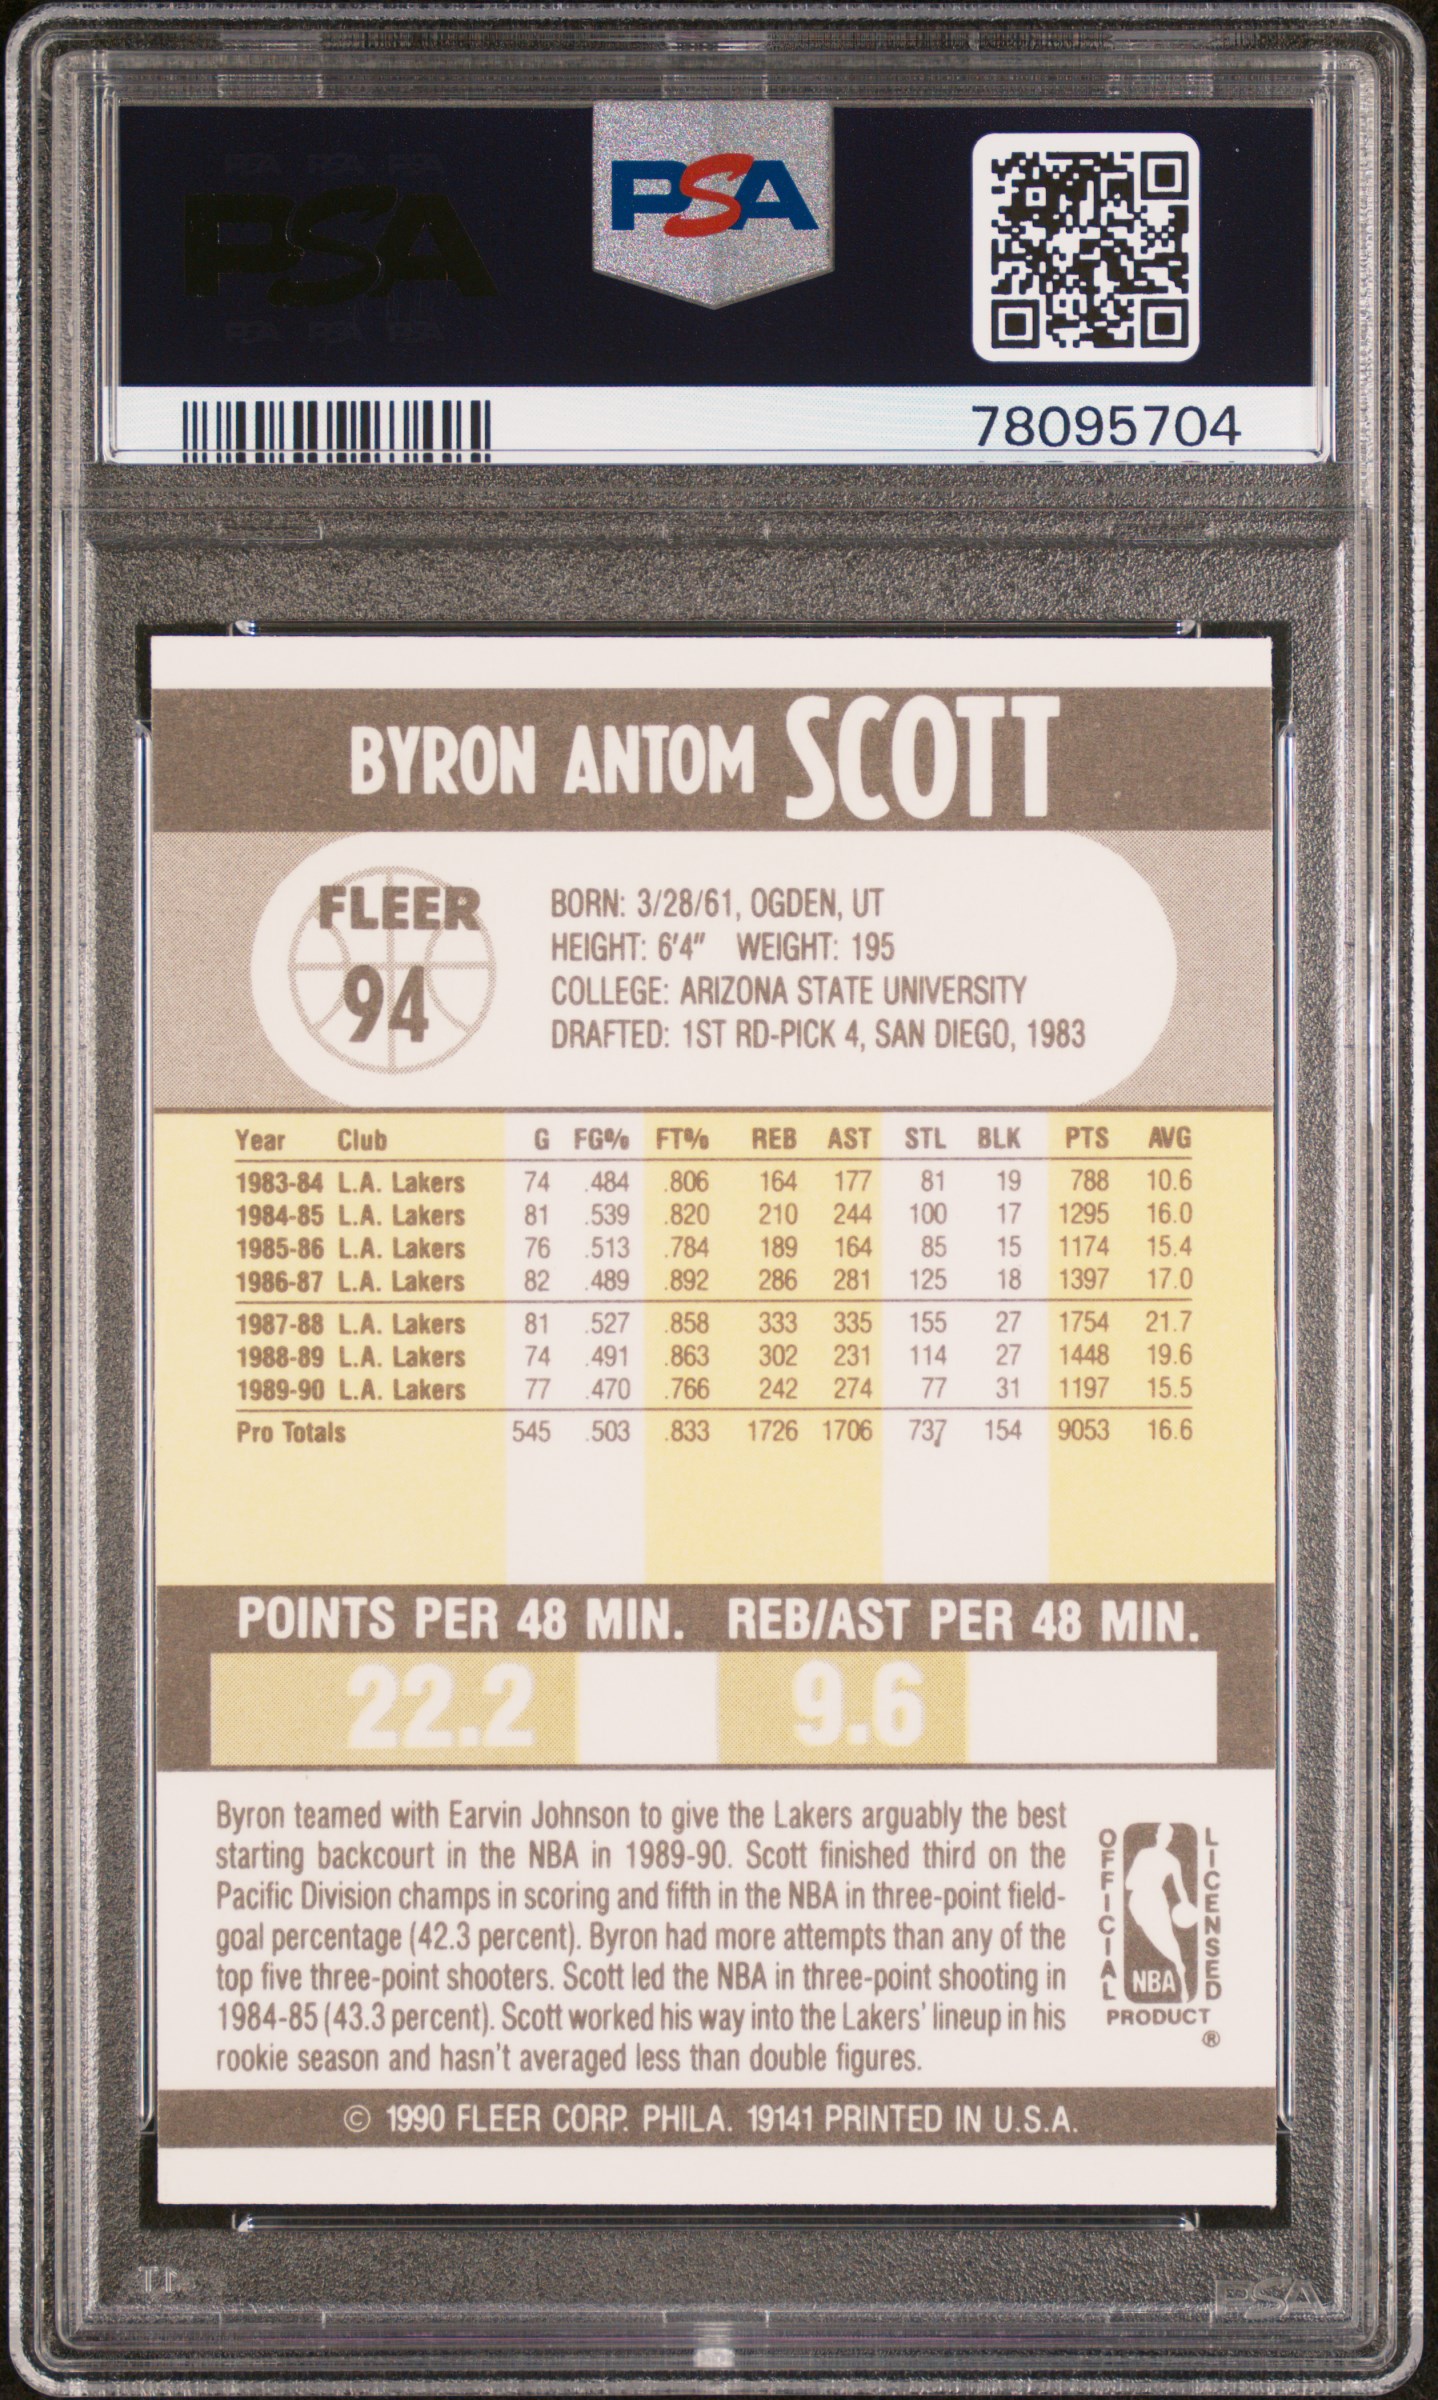 PSA
PSA
78095704
BYRON ANTOM SCOTT
FLEER
94
BORN: 3/28/61, OGDEN, UT
HEIGHT: 6'4" WEIGHT: 195
COLLEGE: ARIZONA STATE UNIVERSITY
DRAFTED: 1ST RD-PICK 4, SAN DIEGO, 1983
Year Club G FG% FT% REB AST STL BLK PTS AVG
1983-84 L.A. Lakers 74 .484 .806 164 177 81 19 788 10.6
1984-85 L.A. Lakers 81 .539 .820 210 244 100 17 1295 16.0
1985-86 L.A. Lakers 76 .513 .784 189 164 85 15 1174 15.4
1986-87 L.A. Lakers 82 .489 .892 286 281 125 18 1397 17.0
1987-88 L.A. Lakers 81 .527 .858 333 335 155 27 1754 21.7
1988-89 L.A. Lakers 74 .491 .863 302 231 114 27 1448 19.6
1989-90 L.A. Lakers 77 .470 .766 242 274 77 31 1197 15.5
Pro Totals 545 .503 .833 1726 1706 737 154 9053 16.6
POINTS PER 48 MIN. REB/AST PER 48 MIN.
22.2 9.6
Byron teamed with Earvin Johnson to give the Lakers arguably the best
starting backcourt in the NBA in 1989-90. Scott finished third on the
Pacific Division champs in scoring and fifth in the NBA in three-point field-
goal percentage (42.3 percent). Byron had more attempts than any of the
top five three-point shooters. Scott led the NBA in three-point shooting in
1984-85 (43.3 percent). Scott worked his way into the Lakers' lineup in his
rookie season and hasn't averaged less than double figures.
OFFICIAL LICENSED
NBA
PRODUCT
®
© 1990 FLEER CORP. PHILA. 19141 PRINTED IN U.S.A.
PSA